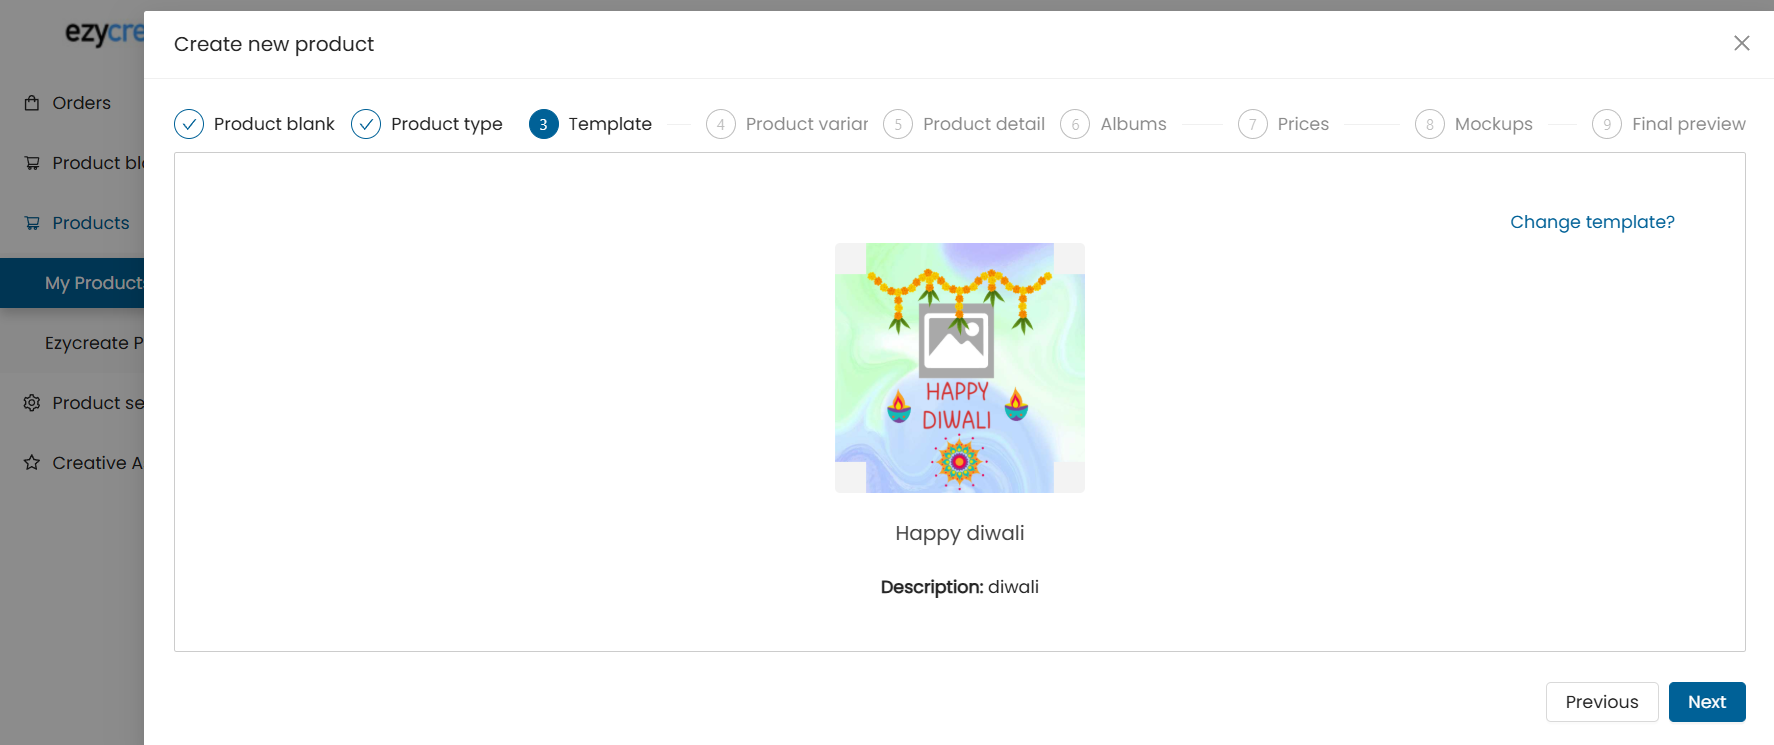 ezycre
Create new product
Orders
Product blank
Product type
3 Template
4 Product variar
5 Product detail
6 Albums
7 Prices
8 Mockups
9 Final preview
Product bl
Products
Change template?
My Products
Ezycreate P
Product se
Creative A
HAPPY
DIWALI
Happy diwali
Description: diwali
Previous
Next